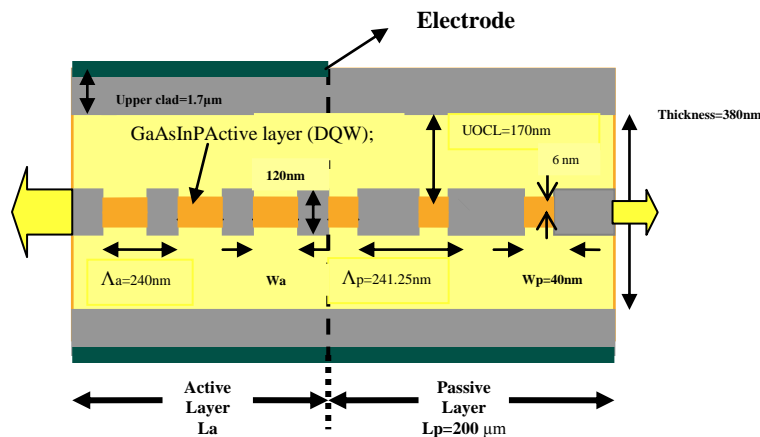 Electrode
Upper clad=1.7μm
Thickness=380nm
UOCL=170nm
GaAsInPActive layer (DQW);
6 nm
120nm
Λa=240nm
Wa
Λp=241.25nm
Wp=40nm
Active
Layer
La
Passive
Layer
Lp=200 μm